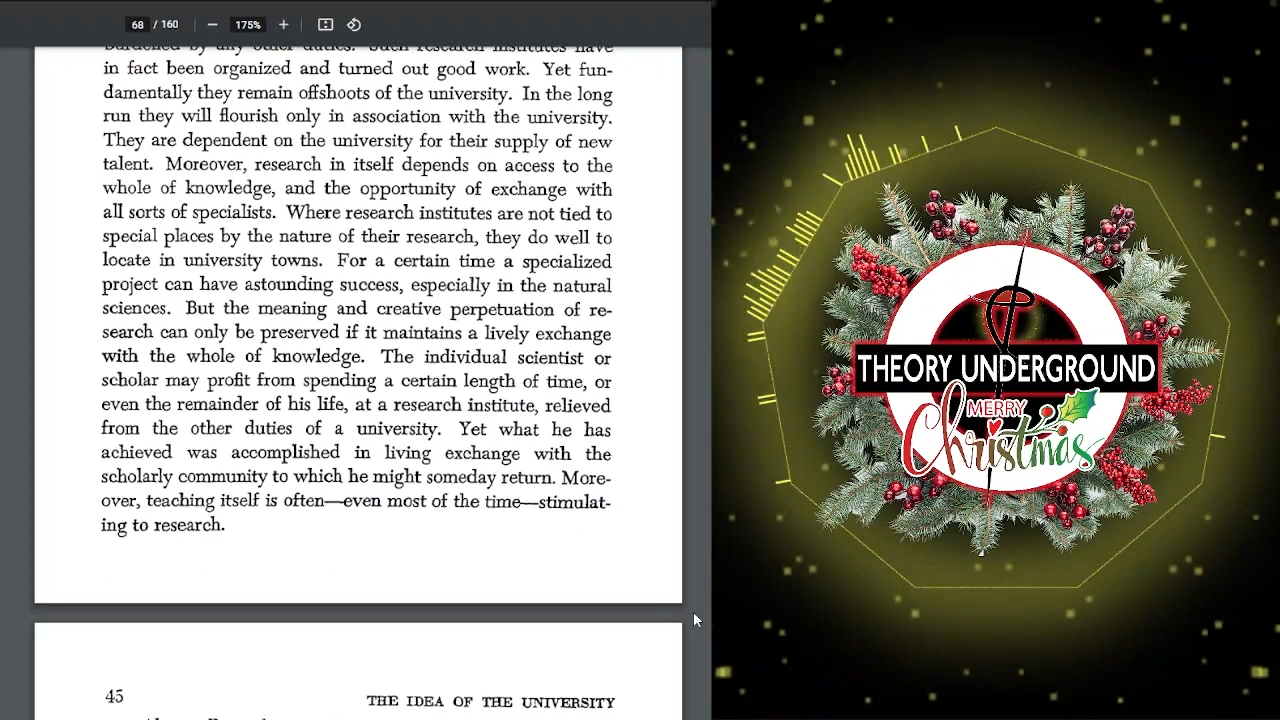 68 / 160
175%
burdened by any other duties. Such research institutes have
in fact been organized and turned out good work. Yet fun-
damentally they remain offshoots of the university. In the long
run they will flourish only in association with the university.
They are dependent on the university for their supply of new
talent. Moreover, research in itself depends on access to the
whole of knowledge, and the opportunity of exchange with
all sorts of specialists. Where research institutes are not tied to
special places by the nature of their research, they do well to
locate in university towns. For a certain time a specialized
project can have astounding success, especially in the natural
sciences. But the meaning and creative perpetuation of re-
search can only be preserved if it maintains a lively exchange
with the whole of knowledge. The individual scientist or
scholar may profit from spending a certain length of time, or
even the remainder of his life, at a research institute, relieved
from the other duties of a university. Yet what he has
achieved was accomplished in living exchange with the
scholarly community to which he might someday return. More-
over, teaching itself is often—even most of the time—stimulat-
ing to research.
45 THE IDEA OF THE UNIVERSITY
THEORY UNDERGROUND
MERRY
Christmas